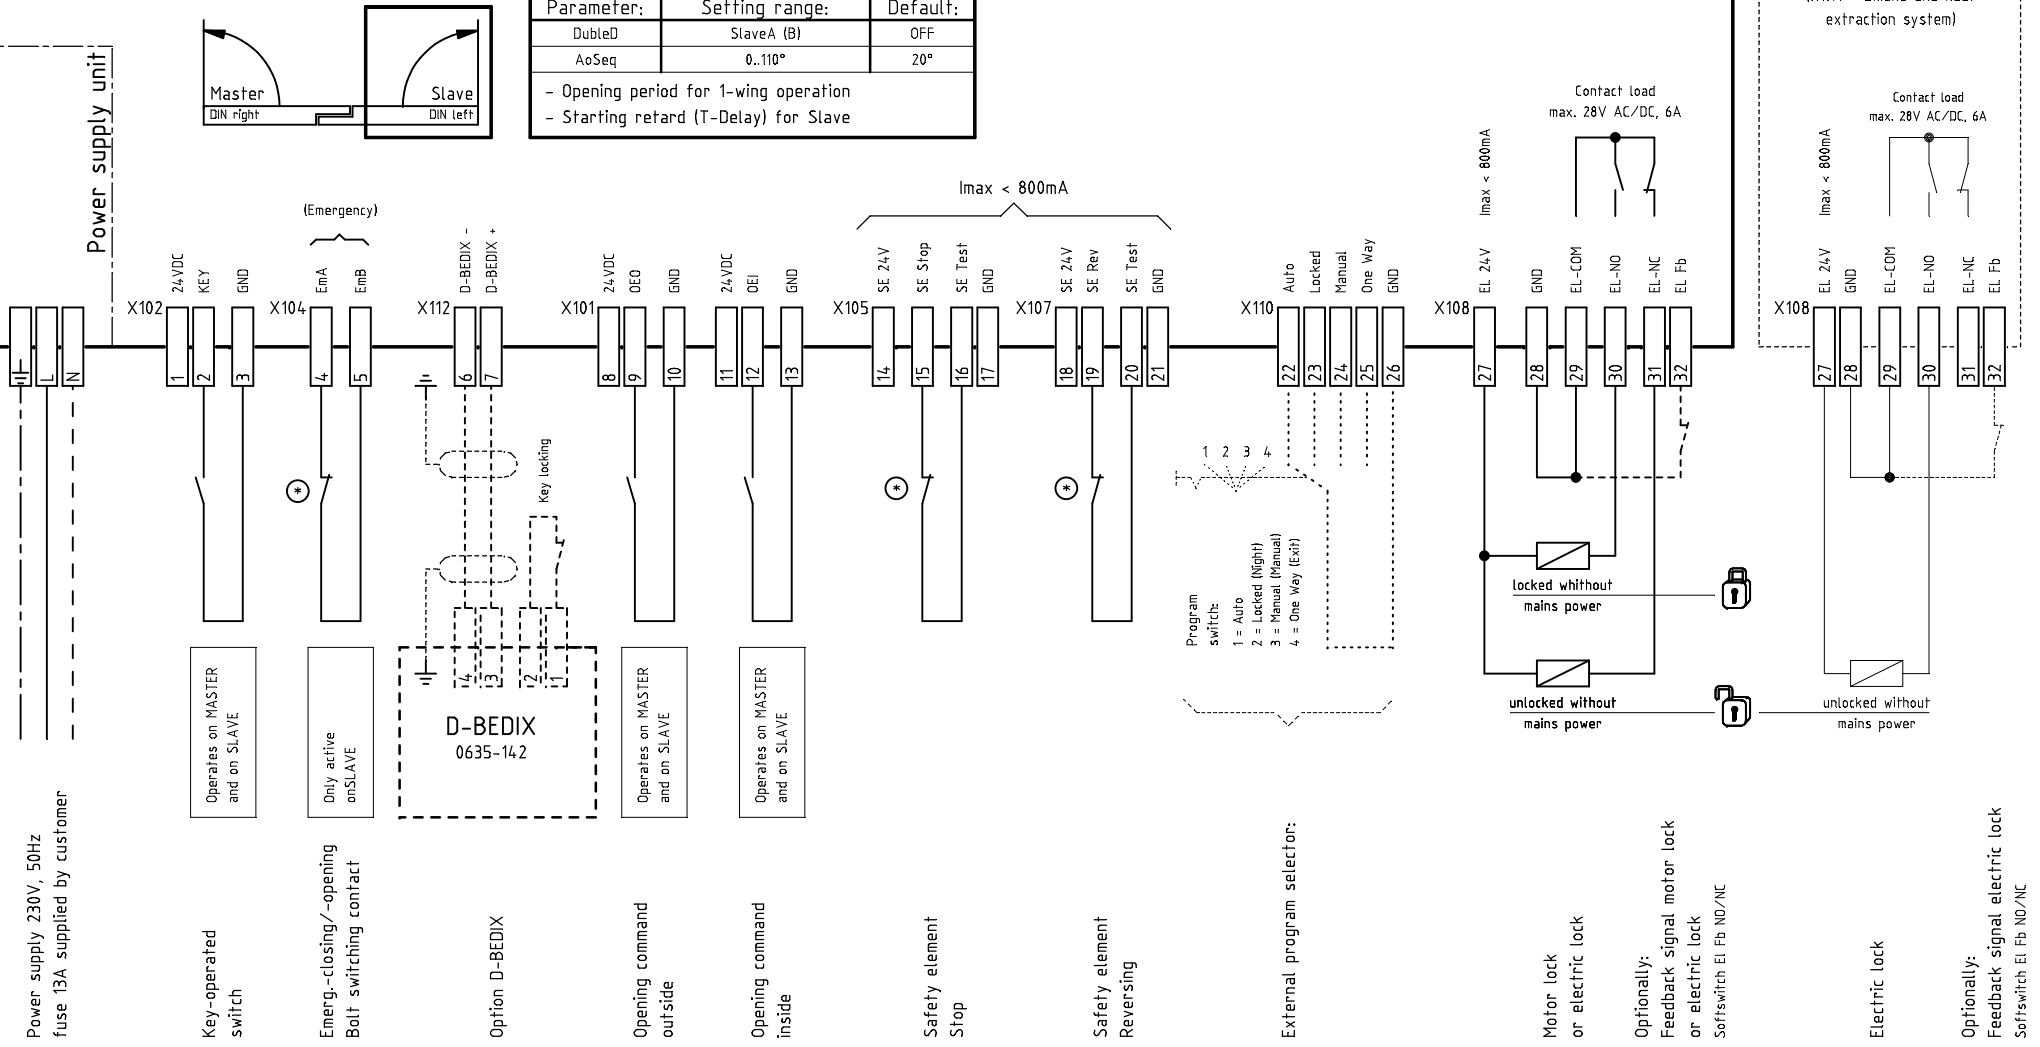 Parameter: Setting range: Default:
DubleD SlaveA (B) OFF
AoSeq 0..110° 20°
- Opening period for 1-wing operation
- Starting retard (T-Delay) for Slave
Master
DIN right
Slave
DIN left
Power supply unit
extraction system)
Contact load
max. 28V AC/DC, 6A
Contact load
max. 28V AC/DC, 6A
Imax < 800mA
Imax < 800mA
Imax < 800mA
(Emergency)
L
N
X102
24VDC
KEY
GND
1
2
3
X104
EmA
EmB
4
5
X112
D-BEDIX -
D-BEDIX +
6
7
X101
24VDC
OEO
GND
8
9
10
24VDC
OEI
GND
11
12
13
X105
SE 24V
SE Stop
SE Test
GND
14
15
16
17
X107
SE 24V
SE Rev
SE Test
GND
18
19
20
21
X110
Auto
Locked
Manual
One Way
GND
22
23
24
25
26
X108
EL 24V
GND
EL-COM
EL-NO
EL-NC
EL Fb
27
28
29
30
31
32
X108
EL 24V
GND
EL-COM
EL-NO
EL-NC
EL Fb
27
28
29
30
31
32
*
*
*
Key locking
4
3
2
1
D-BEDIX
0635-142
1 2 3 4
Program
switch:
1 = Auto
2 = Locked (Night)
3 = Manual (Manual)
4 = One Way (Exit)
locked whithout
mains power
unlocked without
mains power
unlocked without
mains power
Operates on MASTER
and on SLAVE
Only active
onSLAVE
Operates on MASTER
and on SLAVE
Operates on MASTER
and on SLAVE
Power supply 230V, 50Hz
fuse 13A supplied by customer
Key-operated
switch
Emerg.-closing/-opening
Bolt switching contact
Option D-BEDIX
Opening command
outside
Opening command
inside
Safety element
Stop
Safety element
Reversing
External program selector:
Motor lock
or electric lock
Optionally:
Feedback signal motor lock
or electric lock
Softswitch El Fb NO/NC
Electric lock
Optionally:
Feedback signal electric lock
Softswitch El Fb NO/NC